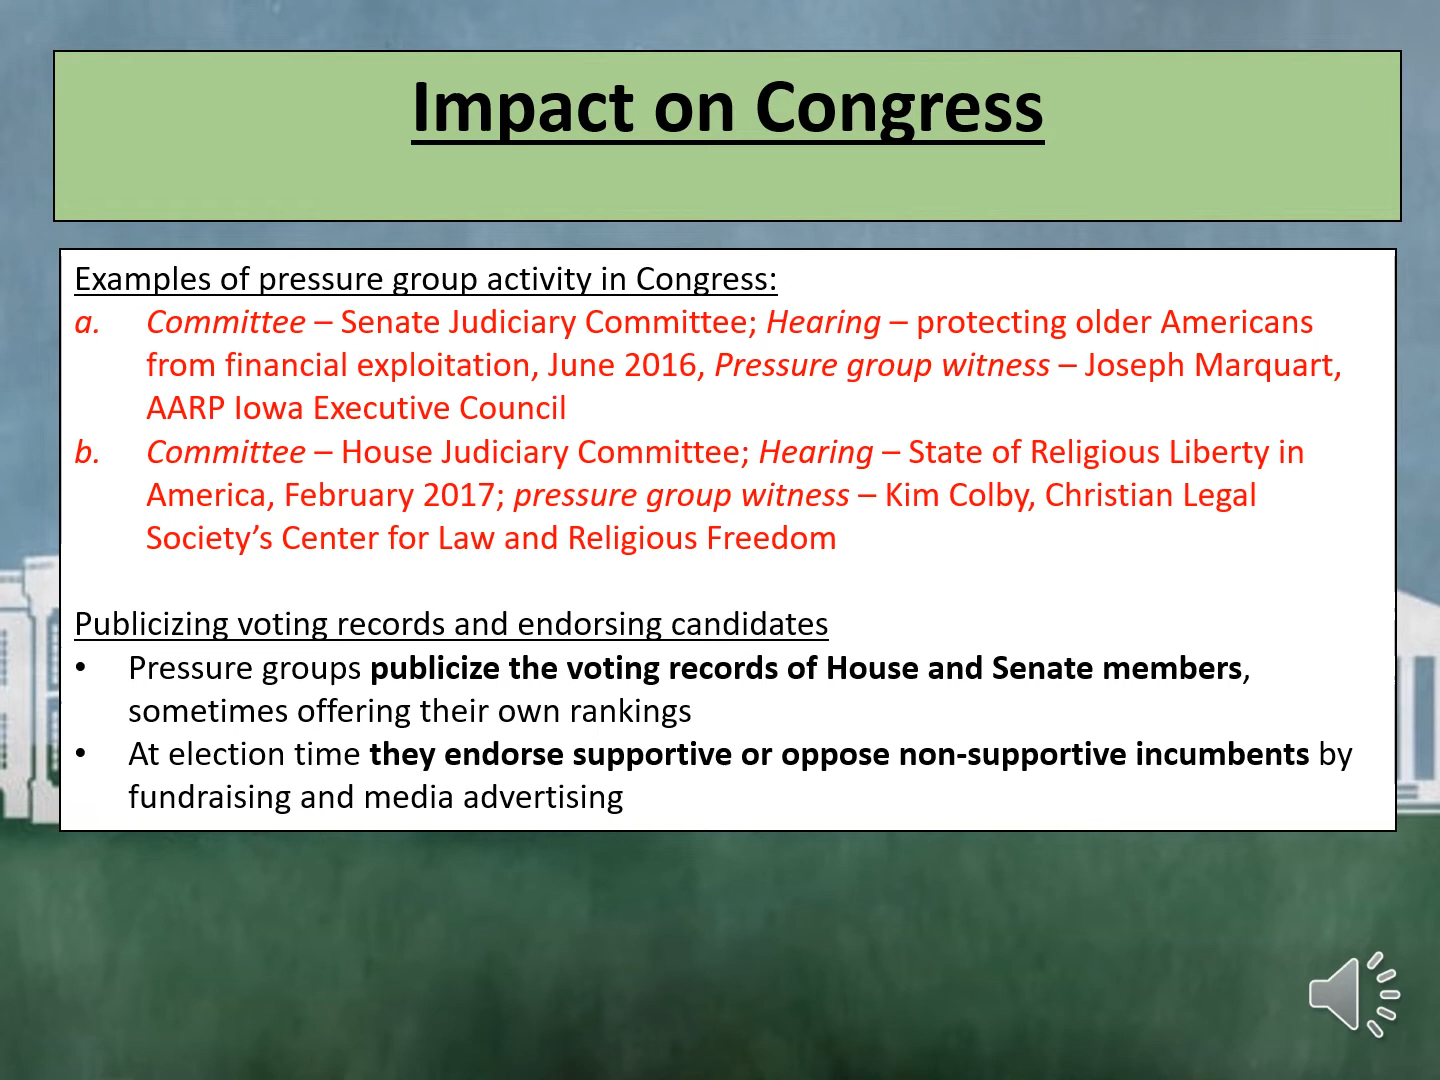 Impact on Congress
Examples of pressure group activity in Congress:
a. Committee – Senate Judiciary Committee; Hearing – protecting older Americans
from financial exploitation, June 2016, Pressure group witness – Joseph Marquart,
AARP Iowa Executive Council
b. Committee – House Judiciary Committee; Hearing – State of Religious Liberty in
America, February 2017; pressure group witness – Kim Colby, Christian Legal
Society’s Center for Law and Religious Freedom
Publicizing voting records and endorsing candidates
• Pressure groups publicize the voting records of House and Senate members,
sometimes offering their own rankings
• At election time they endorse supportive or oppose non-supportive incumbents by
fundraising and media advertising